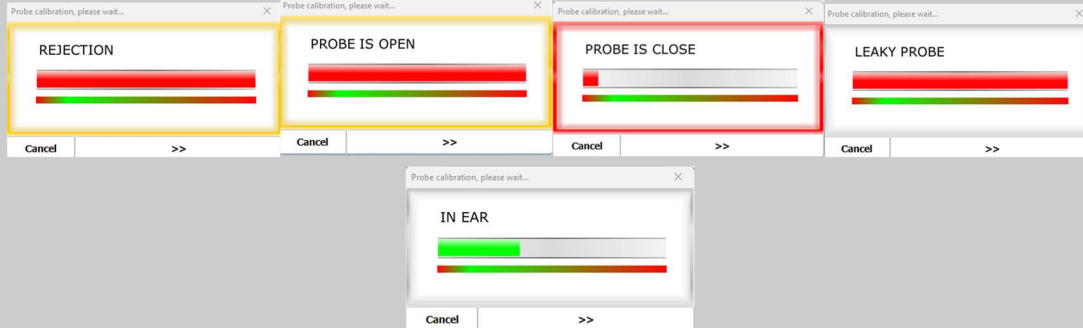 Probe calibration, please wait...
REJECTION
Cancel >>
Probe calibration, please wait...
PROBE IS OPEN
Cancel >>
Probe calibration, please wait...
PROBE IS CLOSE
Cancel >>
Probe calibration, please wait...
LEAKY PROBE
Cancel >>
Probe calibration, please wait...
IN EAR
Cancel >>